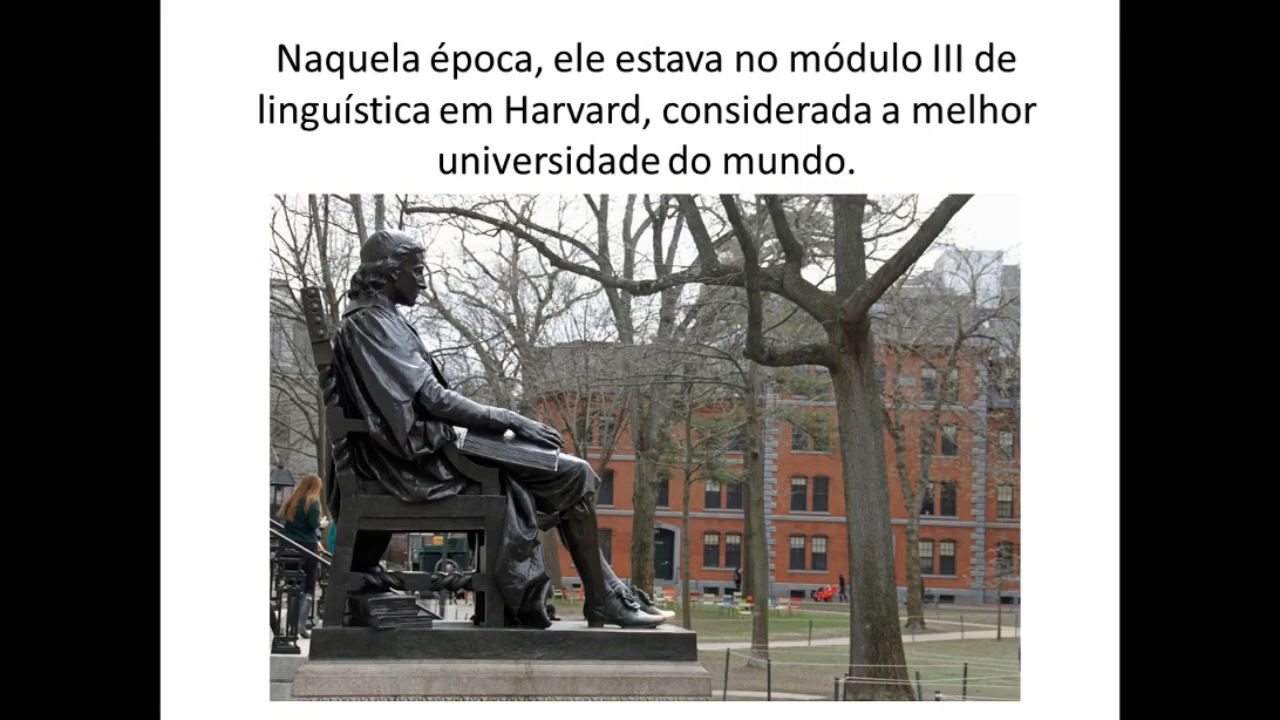 Naquela época, ele estava no módulo III de
linguística em Harvard, considerada a melhor
universidade do mundo.